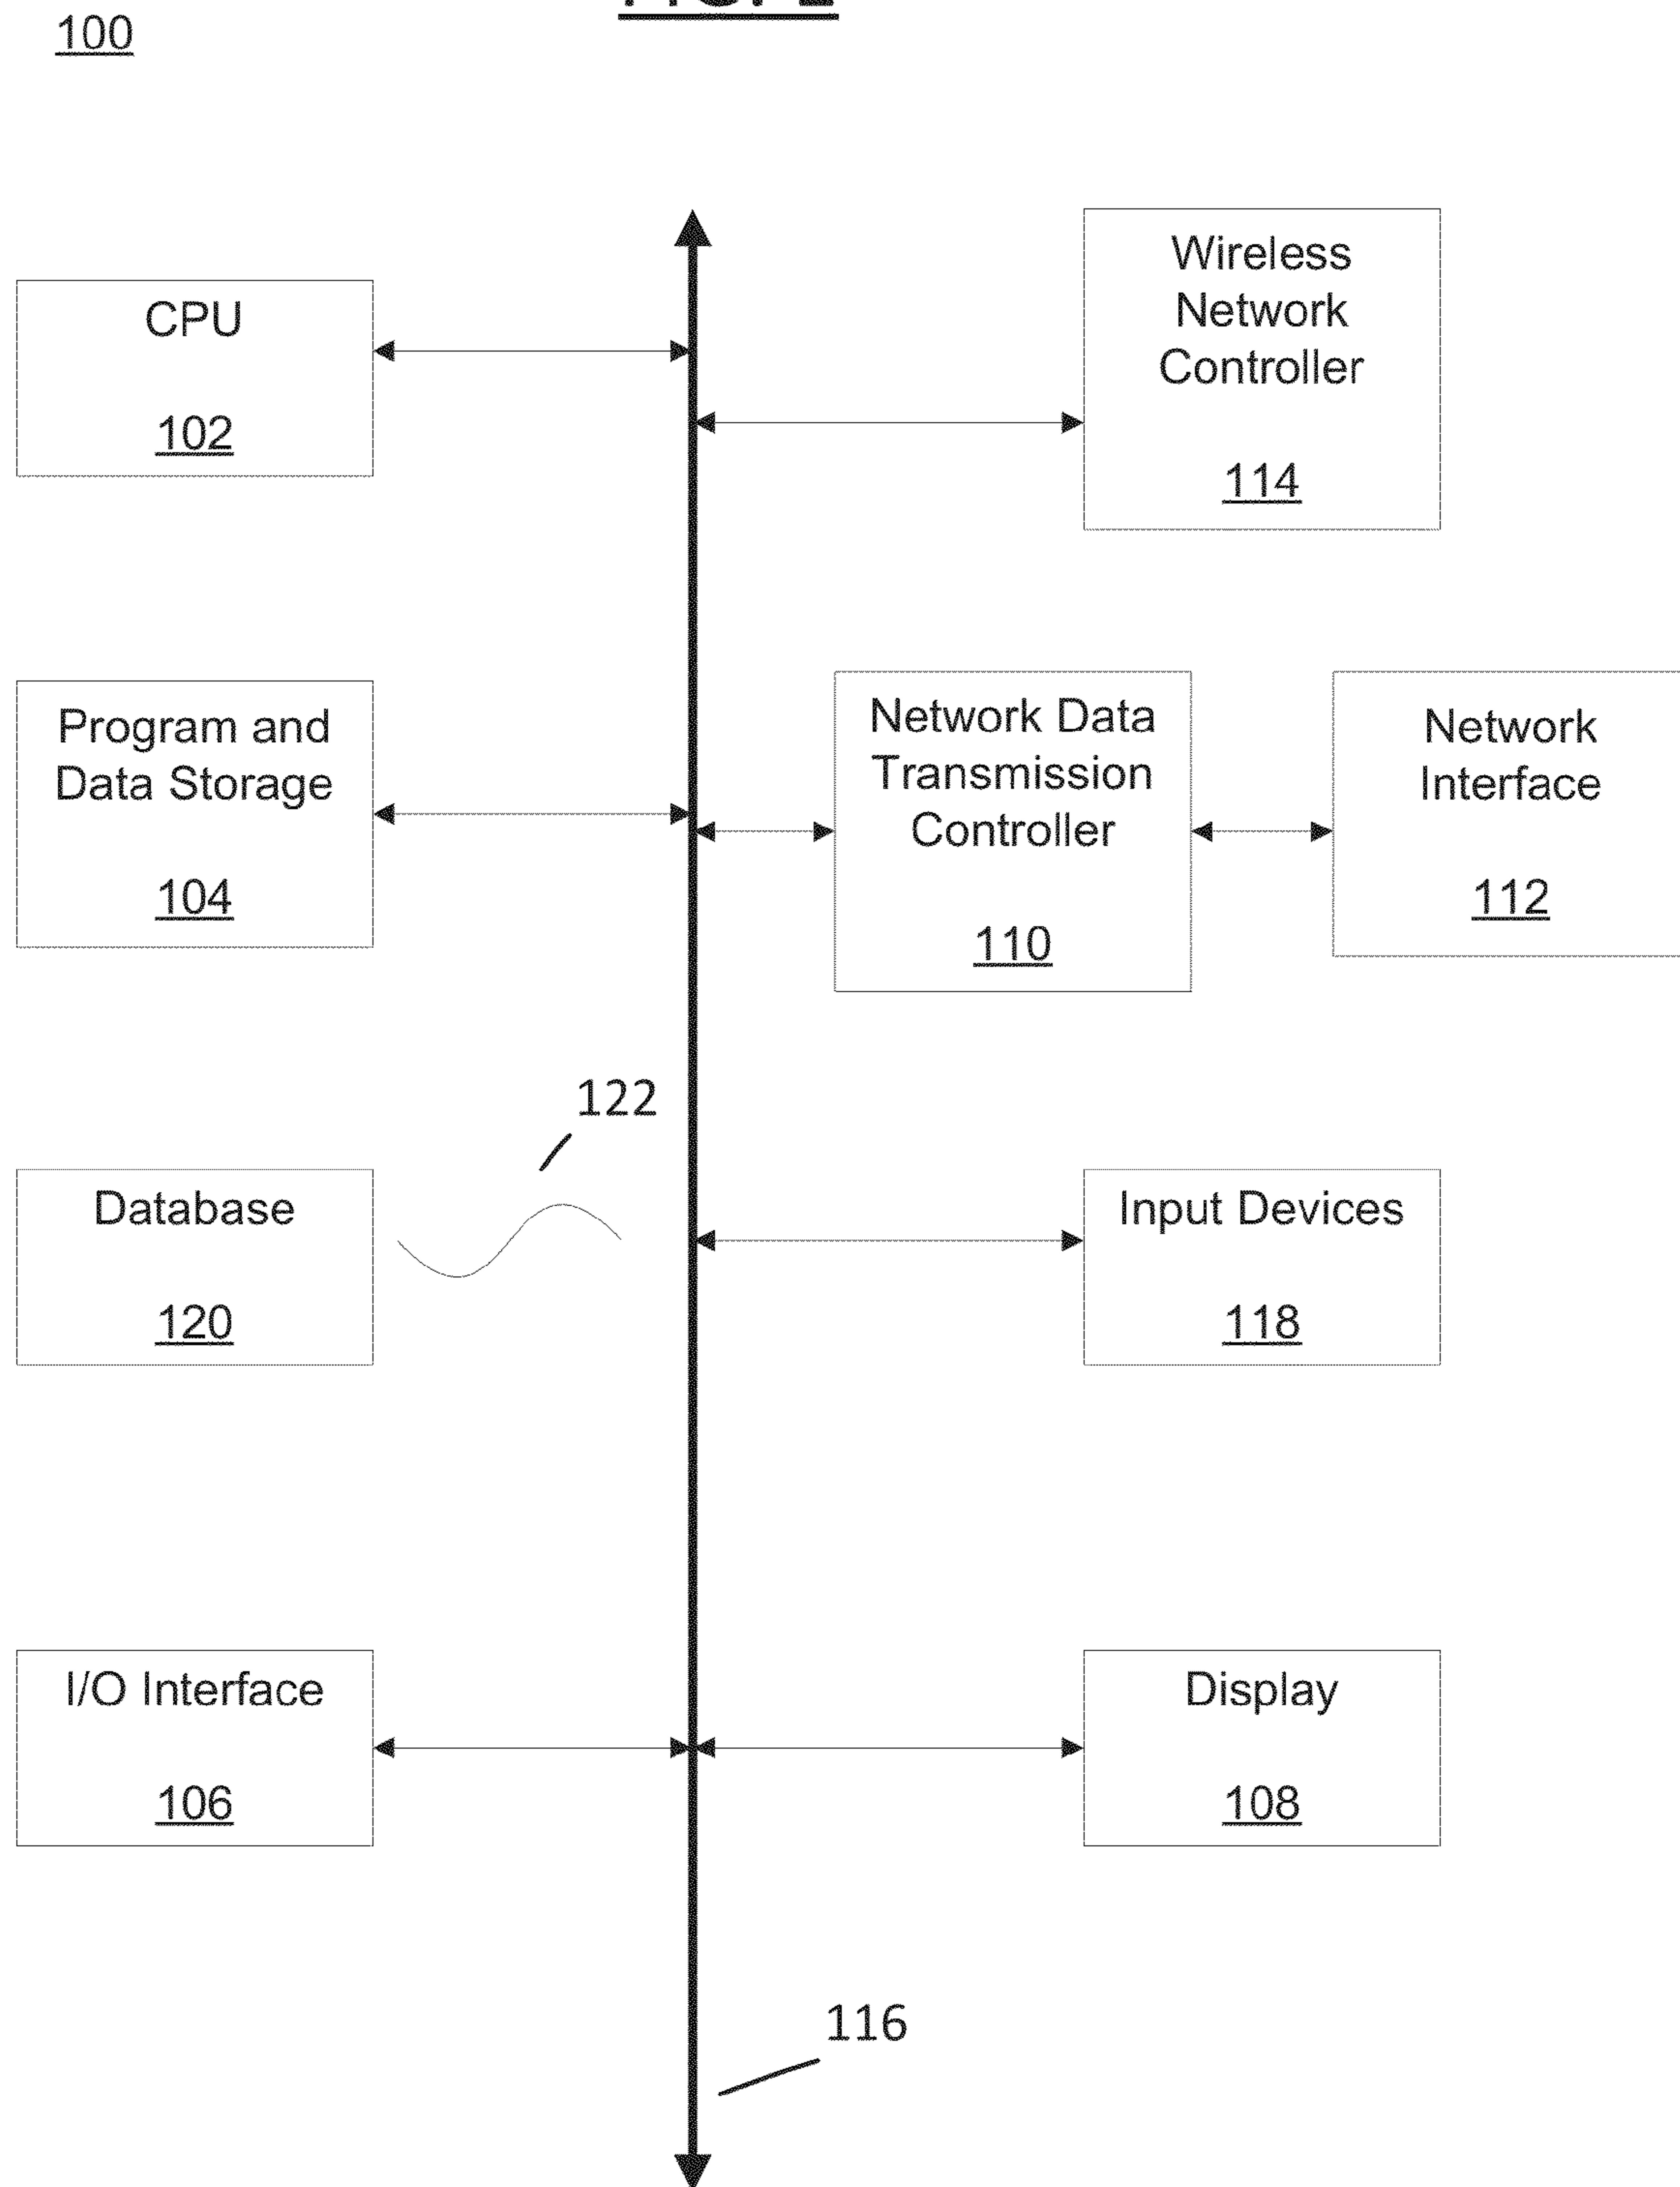 100
CPU
102
Wireless
Network
Controller
114
Program and
Data Storage
104
Network Data
Transmission
Controller
110
Network
Interface
112
122
Database
120
Input Devices
118
I/O Interface
106
Display
108
116